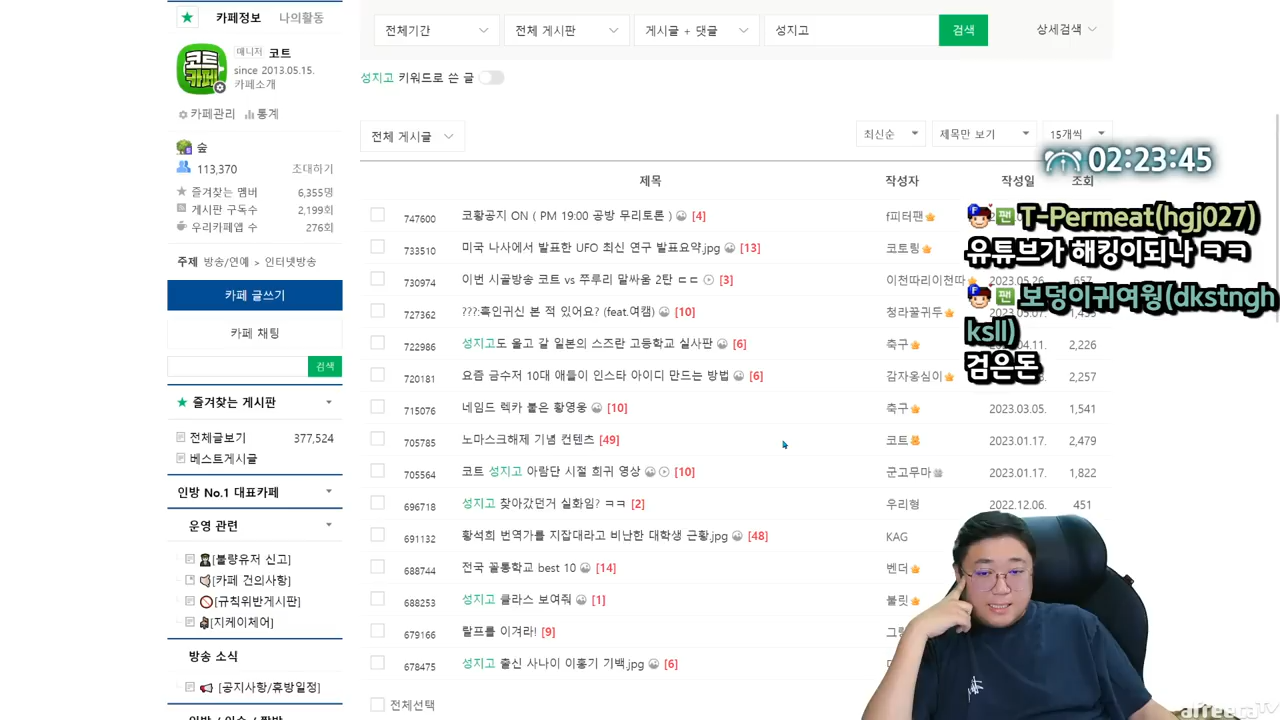 카페정보 나의활동
매니저 코트
since 2013.05.15.
카페소개
카페관리 통계
숲
113,370 초대하기
즐겨찾는 멤버 6,355명
게시판 구독수 2,199회
우리카페앱 수 276회
주제 방송/연예 > 인터넷방송
카페 글쓰기
카페 채팅
검색
즐겨찾는 게시판
전체글보기 377,524
베스트게시글
인방 No.1 대표카페
운영 관련
[불량유저 신고]
[카페 건의사항]
[규칙위반게시판]
[지케이제어]
방송 소식
[공지사항/휴방일정]
전체기간 전체 게시판 게시글 + 댓글 성지고 검색 상세검색
성지고 키워드로 쓴 글
전체 게시글 최신순 제목만 보기 15개씩
02:23:45
제목 작성자 작성일 조회
747600 코황공지 ON ( PM 19:00 공방 무리토론 ) [4] f피터팬
733510 미국 나사에서 발표한 UFO 최신 연구 발표요약.jpg [13] 코토링
730974 이번 시골방송 코트 vs 쭈루리 말싸움 2탄 ㄷㄷ [3] 이천따리이천따
727362 ???:흑인귀신 본 적 있어요? (feat.여캠) [10] 청라꿀귀두
722986 성지고도 울고 갈 일본의 스즈란 고등학교 실사판 [6] 축구 2,226
720181 요즘 금수저 10대 애들이 인스타 아이디 만드는 방법 [6] 감자옹심이 2,257
715076 네임드 렉카 붙은 황영웅 [10] 축구 2023.03.05. 1,541
705785 노마스크해제 기념 컨텐츠 [49] 코트 2023.01.17. 2,479
705564 코트 성지고 아람단 시절 희귀 영상 [10] 군고무마 2023.01.17. 1,822
696718 성지고 찾아갔던거 실화임? ㅋㅋ [2] 우리형 2022.12.06. 451
691132 황석희 번역가를 지잡대라고 비난한 대학생 근황.jpg [48] KAG
688744 전국 꼴통학교 best 10 [14] 벤더
688253 성지고 클라스 보여줘 [1] 불릿
679166 랄프를 이겨라! [9]
678475 성지고 출신 사나이 이홍기 기백.jpg [6]
전체선택
팬 T-Permeat(hgj027)
유튜브가 해킹이되나 ㅋㅋ
팬 보덩이귀여웡(dkstngh
ksll)
검은돈
afreecaTV